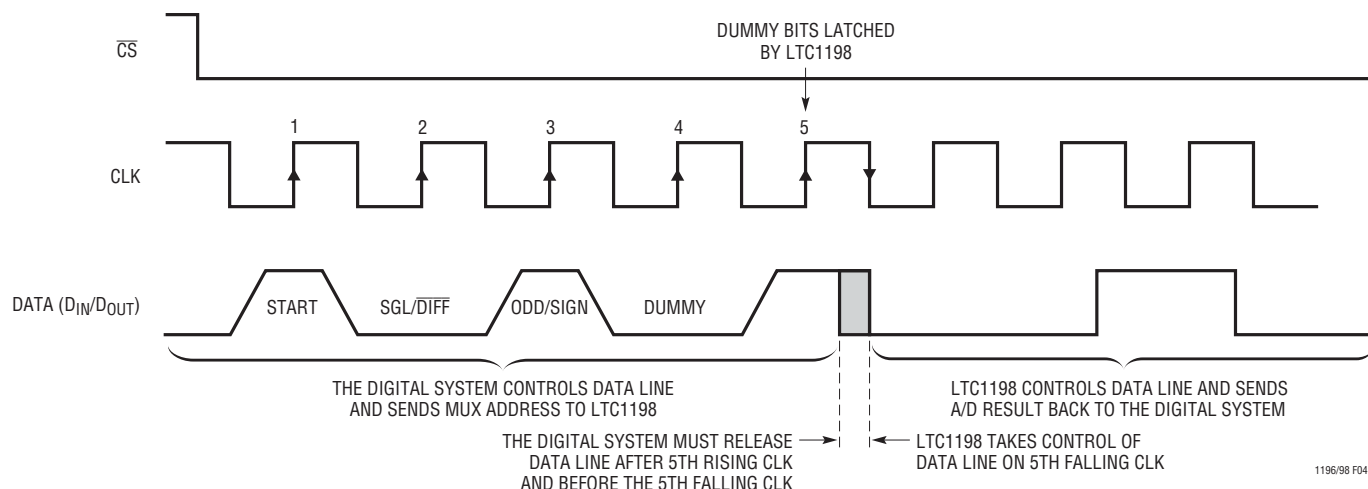 DUMMY BITS LATCHED
BY LTC1198
CS
1 2 3 4 5
CLK
DATA (DIN/DOUT)
START SGL/DIFF ODD/SIGN DUMMY
THE DIGITAL SYSTEM CONTROLS DATA LINE
AND SENDS MUX ADDRESS TO LTC1198
LTC1198 CONTROLS DATA LINE AND SENDS
A/D RESULT BACK TO THE DIGITAL SYSTEM
THE DIGITAL SYSTEM MUST RELEASE
DATA LINE AFTER 5TH RISING CLK
AND BEFORE THE 5TH FALLING CLK
LTC1198 TAKES CONTROL OF
DATA LINE ON 5TH FALLING CLK
1196/98 F04